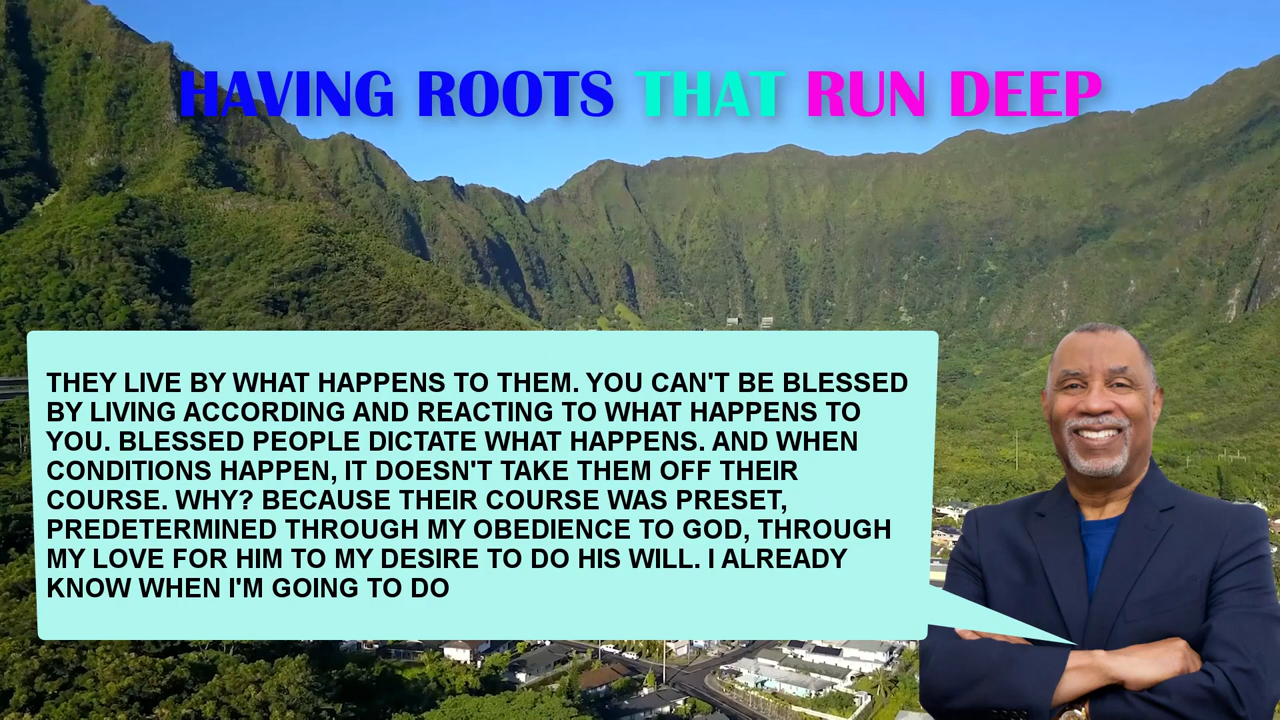 HAVING ROOTS THAT RUN DEEP
THEY LIVE BY WHAT HAPPENS TO THEM. YOU CAN'T BE BLESSED
BY LIVING ACCORDING AND REACTING TO WHAT HAPPENS TO
YOU. BLESSED PEOPLE DICTATE WHAT HAPPENS. AND WHEN
CONDITIONS HAPPEN, IT DOESN'T TAKE THEM OFF THEIR
COURSE. WHY? BECAUSE THEIR COURSE WAS PRESET,
PREDETERMINED THROUGH MY OBEDIENCE TO GOD, THROUGH
MY LOVE FOR HIM TO MY DESIRE TO DO HIS WILL. I ALREADY
KNOW WHEN I'M GOING TO DO